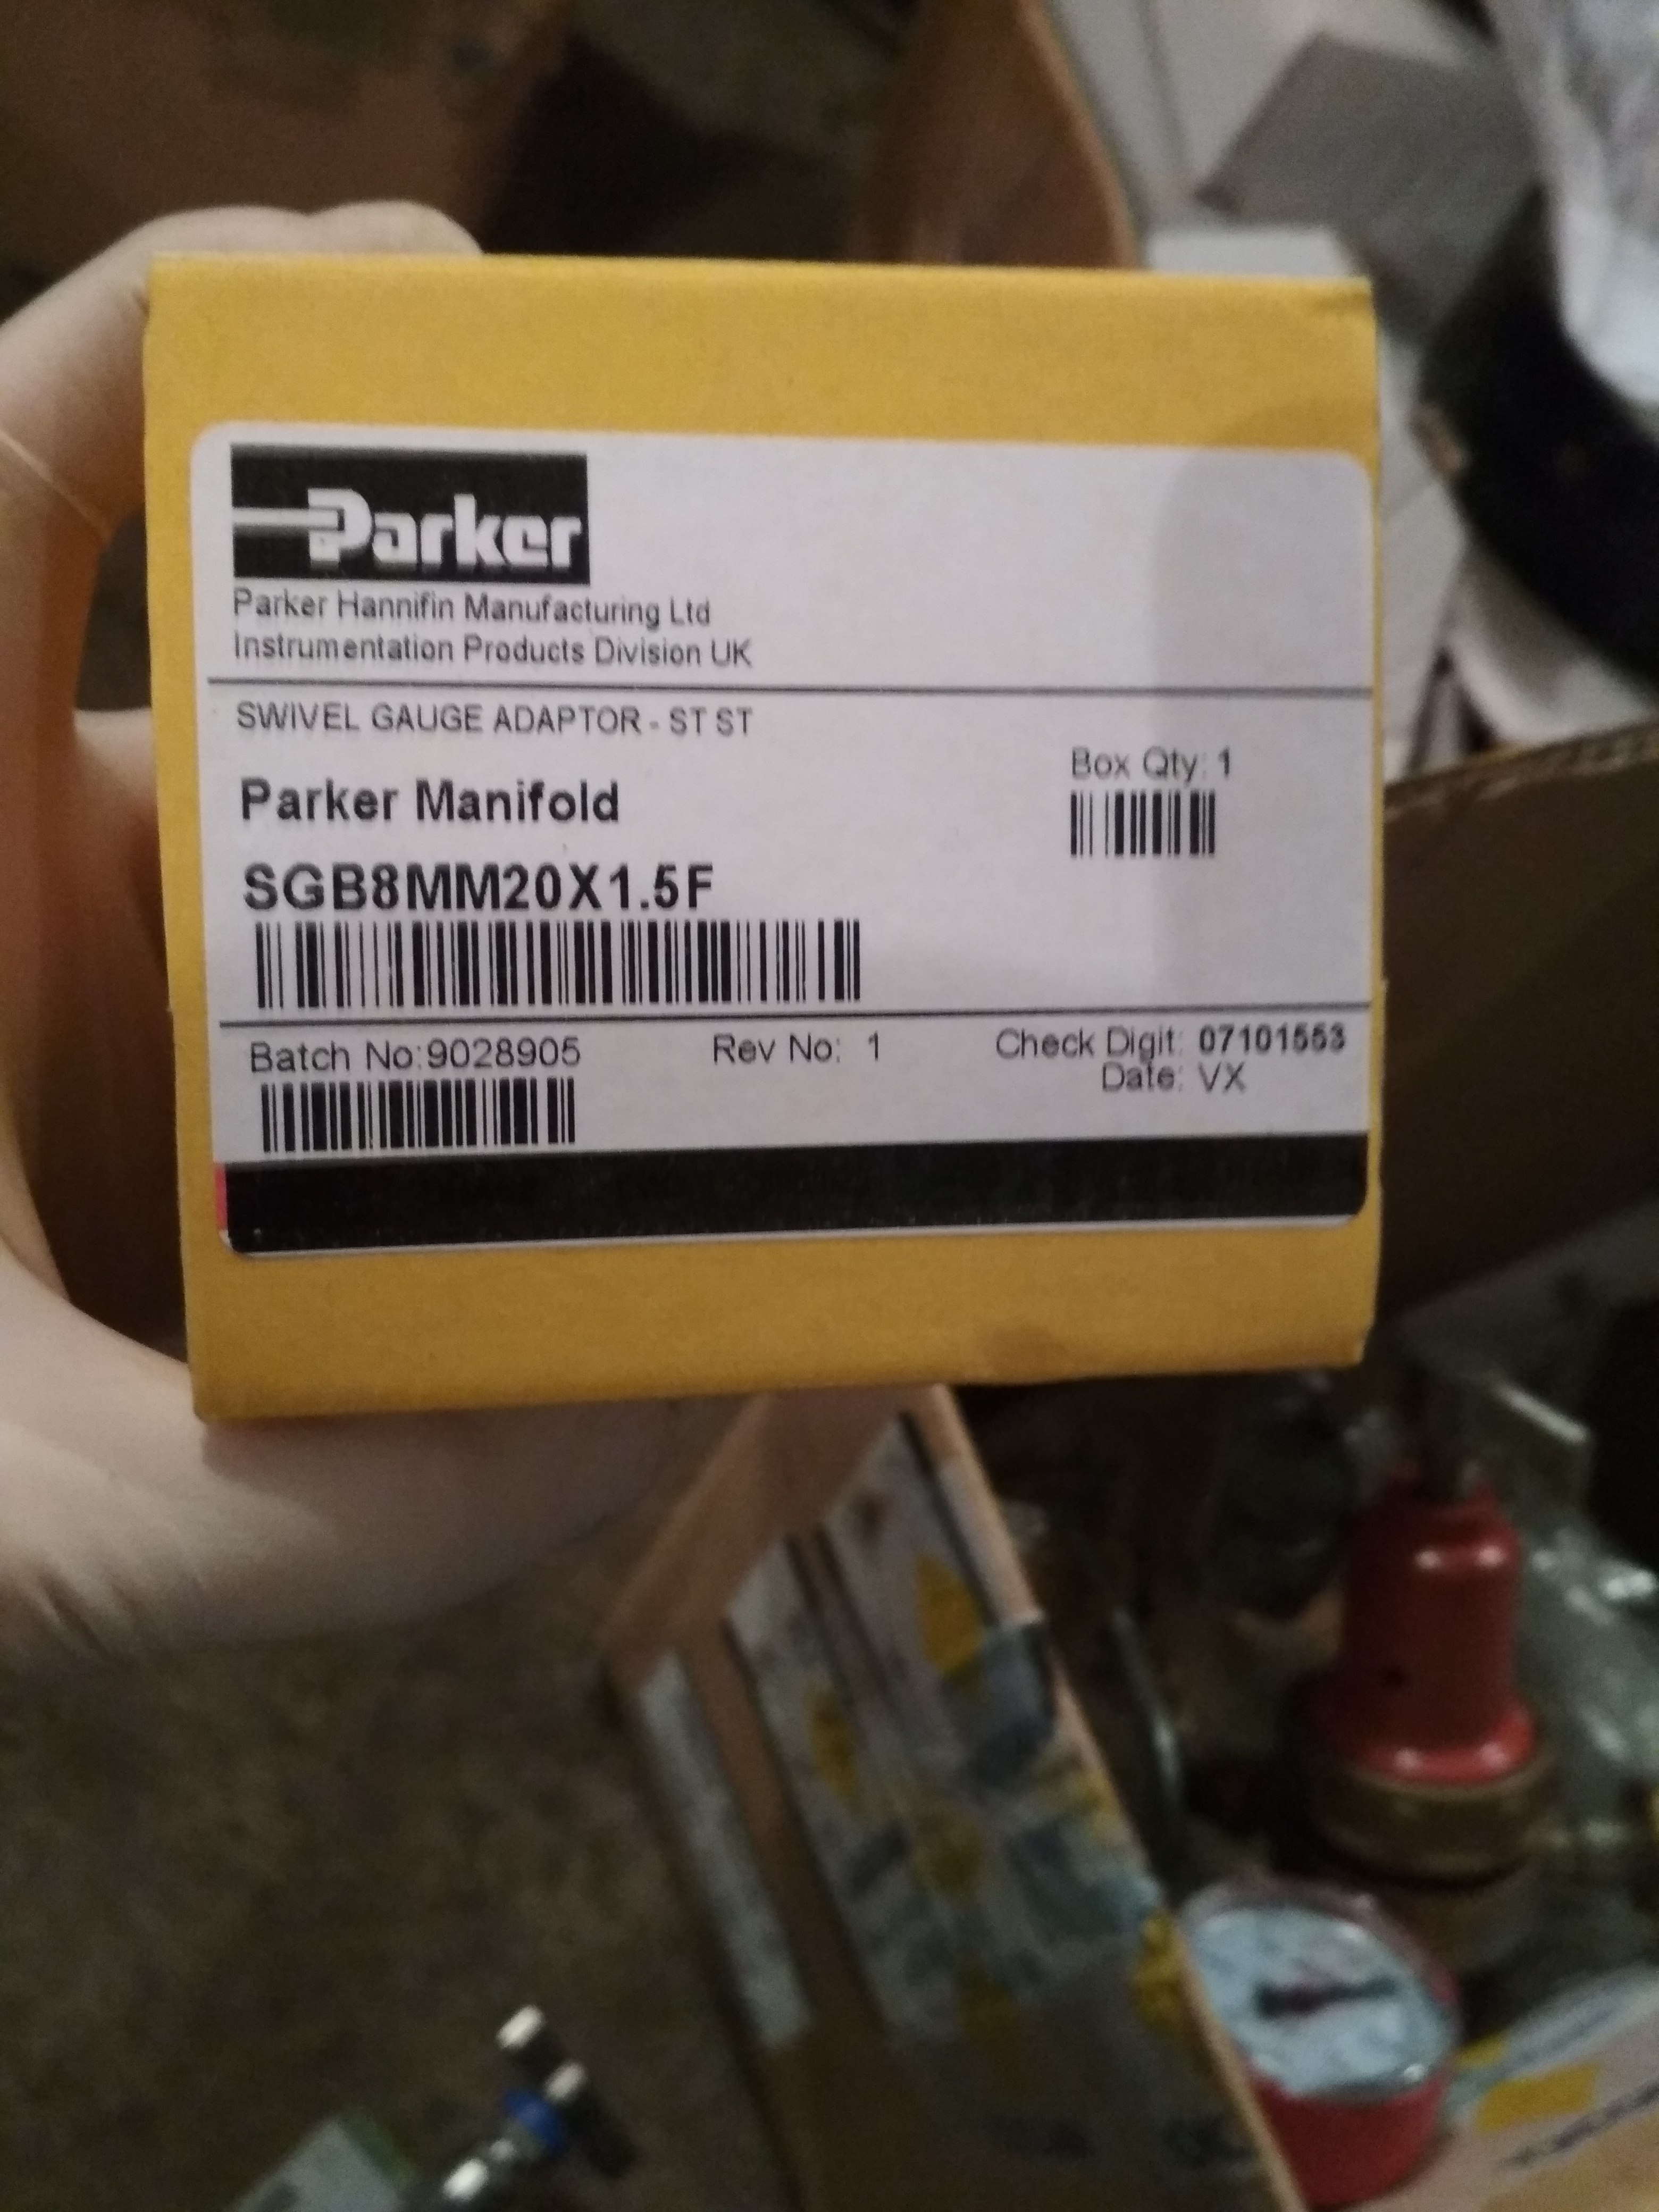 Parker
Parker Hannifin Manufacturing Ltd
Instrumentation Products Division UK
SWIVEL GAUGE ADAPTOR - ST ST
Box Qty: 1
Parker Manifold
SGB8MM20X1.5F
Batch No:9028905 Rev No: 1 Check Digit: 07101553
Date: VX